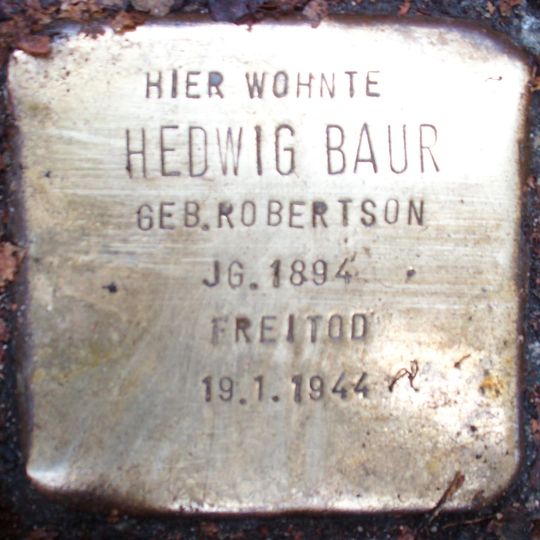 HIER WOHNTE
HEDWIG BAUR
GEB. ROBERTSON
JG. 1894
FREITOD
19.1.1944